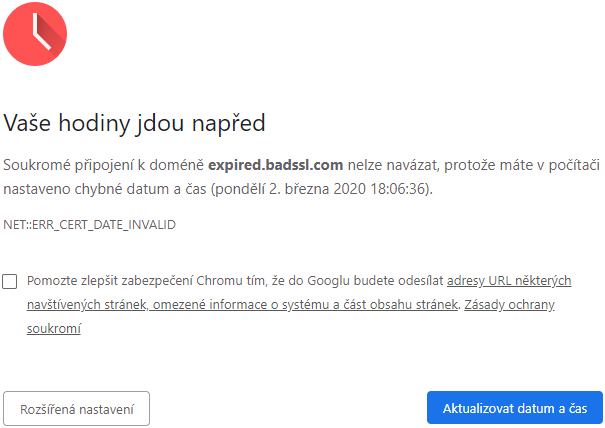 Vaše hodiny jdou napřed
Soukromé připojení k doméně expired.badssl.com nelze navázat, protože máte v počítači
nastaveno chybné datum a čas (pondělí 2. března 2020 18:06:36).
NET::ERR_CERT_DATE_INVALID
Pomozte zlepšit zabezpečení Chromu tím, že do Googlu budete odesílat adresy URL některých
navštívených stránek, omezené informace o systému a část obsahu stránek. Zásady ochrany
soukromí
Rozšířená nastavení
Aktualizovat datum a čas